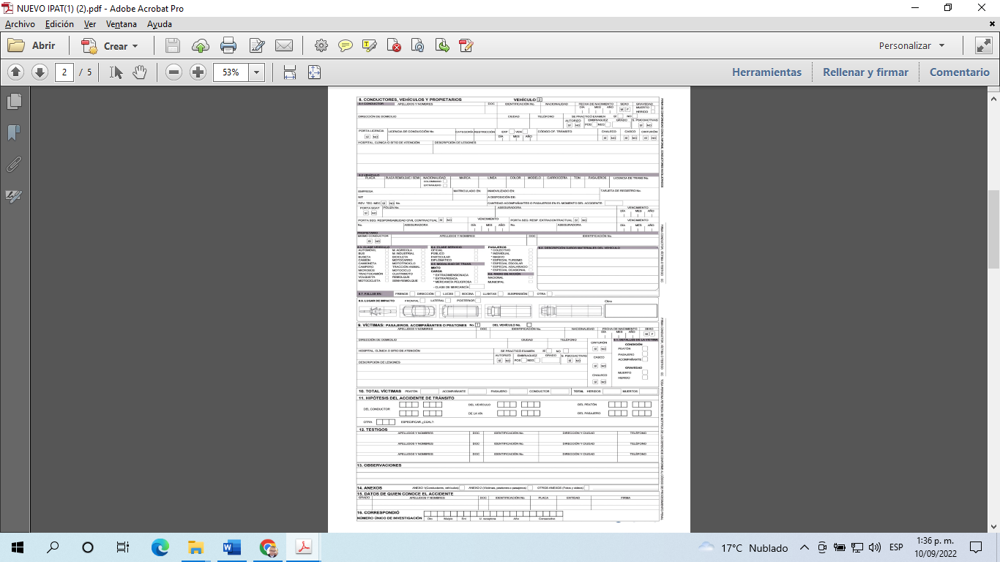 NUEVO IPAT(1) (2).pdf - Adobe Acrobat Pro
Archivo Edición Ver Ventana Ayuda
Abrir Crear Personalizar
2 / 5 53% Herramientas Rellenar y firmar Comentario
8. CONDUCTORES, VEHÍCULOS Y PROPIETARIOS VEHÍCULO 2
8.1 CONDUCTOR APELLIDOS Y NOMBRES DOC IDENTIFICACIÓN No. NACIONALIDAD FECHA DE NACIMIENTO SEXO GRAVEDAD
DÍA MES AÑO M F MUERTO
HERIDO
DIRECCIÓN DE DOMICILIO CIUDAD TELÉFONO SE PRACTICÓ EXAMEN SI NO
AUTORIZÓ EMBRIAGUEZ GRADO S. PSICOACTIVAS
SI NO POS NEG SI NO
PORTA LICENCIA LICENCIA DE CONDUCCIÓN No. CATEGORÍA RESTRICCIÓN EXP VEN CÓDIGO OF. TRÁNSITO CHALECO CASCO CINTURÓN
SI NO DÍA MES AÑO SI NO SI NO SI NO
HOSPITAL, CLÍNICA O SITIO DE ATENCIÓN DESCRIPCIÓN DE LESIONES
8.2 VEHÍCULO
PLACA PLACA REMOLQUE / SEMI NACIONALIDAD MARCA LÍNEA COLOR MODELO CARROCERÍA TON PASAJEROS LICENCIA DE TRANS No.
COLOMBIANO
EXTRANJERO
EMPRESA MATRICULADO EN: INMOVILIZADO EN: TARJETA DE REGISTRO No.
NIT A DISPOSICIÓN DE:
REV. TEC. MEC SI NO No. CANTIDAD ACOMPAÑANTES O PASAJEROS EN EL MOMENTO DEL ACCIDENTE
PORTA SOAT POLIZA No. ASEGURADORA VENCIMIENTO
SI NO DÍA MES AÑO
PORTA SEG. RESPONSABILIDAD CIVIL CONTRACTUAL SI NO VENCIMIENTO PORTA SEG. RESP. EXTRACONTRACTUAL SI NO VENCIMIENTO
No. ASEGURADORA DÍA MES AÑO No. ASEGURADORA DÍA MES AÑO
PROPIETARIO
MISMO CONDUCTOR APELLIDOS Y NOMBRES DOC IDENTIFICACIÓN No.
SI NO
8.3. CLASE VEHÍCULO 8.4. CLASE SERVICIO PASAJEROS
AUTOMÓVIL M. AGRÍCOLA OFICIAL * COLECTIVO
BUS M. INDUSTRIAL PÚBLICO * INDIVIDUAL
BUSETA BICICLETA PARTICULAR * MASIVO
CAMIÓN MOTOCARRO DIPLOMÁTICO * ESPECIAL TURISMO
CAMIONETA MOTOTRICICLO 8.5. MODALIDAD DE TRANS. * ESPECIAL ESCOLAR
CAMPERO TRACCIÓN ANIMAL MIXTO * ESPECIAL ASALARIADO
MICROBÚS MOTOCICLO CARGA * ESPECIAL OCASIONAL
TRACTOCAMIÓN CUATRIMOTO * EXTRADIMENSIONADA 8.6. RADIO DE ACCIÓN
VOLQUETA REMOLQUE * EXTRAPESADA NACIONAL
MOTOCICLETA SEMI-REMOLQUE * MERCANCÍA PELIGROSA MUNICIPAL
- CLASE DE MERCANCÍA
8.7. FALLAS EN: FRENOS DIRECCIÓN LUCES BOCINA LLANTAS SUSPENSIÓN OTRA
8.9. LUGAR DE IMPACTO FRONTAL LATERAL POSTERIOR Otro
9. VÍCTIMAS: PASAJEROS, ACOMPAÑANTES O PEATONES No. 1 DEL VEHÍCULO No.
APELLIDOS Y NOMBRES DOC IDENTIFICACIÓN No. NACIONALIDAD FECHA DE NACIMIENTO SEXO
DÍA MES AÑO M F
DIRECCIÓN DE DOMICILIO CIUDAD TELÉFONO CINTURÓN 9.1. DETALLES DE LA VÍCTIMA
CONDICIÓN
HOSPITAL, CLÍNICA O SITIO DE ATENCIÓN SE PRACTICÓ EXAMEN SI NO SI NO PEATÓN
AUTORIZÓ EMBRIAGUEZ GRADO S. PSICOACTIVAS CASCO PASAJERO
SI NO POS NEG SI NO ACOMPAÑANTE
DESCRIPCIÓN DE LESIONES SI NO GRAVEDAD
CHALECO MUERTO
SI NO HERIDO
10. TOTAL VÍCTIMAS PEATÓN ACOMPAÑANTE PASAJERO CONDUCTOR TOTAL HERIDOS MUERTOS
11. HIPÓTESIS DEL ACCIDENTE DE TRÁNSITO
DEL CONDUCTOR DEL VEHÍCULO DEL PEATÓN
DE LA VÍA DEL PASAJERO
OTRA ESPECIFICAR ¿CUÁL?:
12. TESTIGOS
APELLIDOS Y NOMBRES DOC IDENTIFICACIÓN No. DIRECCIÓN Y CIUDAD TELÉFONO
APELLIDOS Y NOMBRES DOC IDENTIFICACIÓN No. DIRECCIÓN Y CIUDAD TELÉFONO
APELLIDOS Y NOMBRES DOC IDENTIFICACIÓN No. DIRECCIÓN Y CIUDAD TELÉFONO
13. OBSERVACIONES
14. ANEXOS ANEXO 1(Conductores, vehículos) ANEXO 2 (Víctimas, peatones o pasajeros) OTROS ANEXOS (Fotos y videos)
15. DATOS DE QUIEN CONOCE EL ACCIDENTE
GRADO APELLIDOS Y NOMBRES DOC IDENTIFICACIÓN No. PLACA ENTIDAD FIRMA
16. CORRESPONDIÓ
NÚMERO ÚNICO DE INVESTIGACIÓN Dto Mcipio Ent U. receptora Año Consecutivo
17°C Nublado ESP 1:36 p. m.
10/09/2022